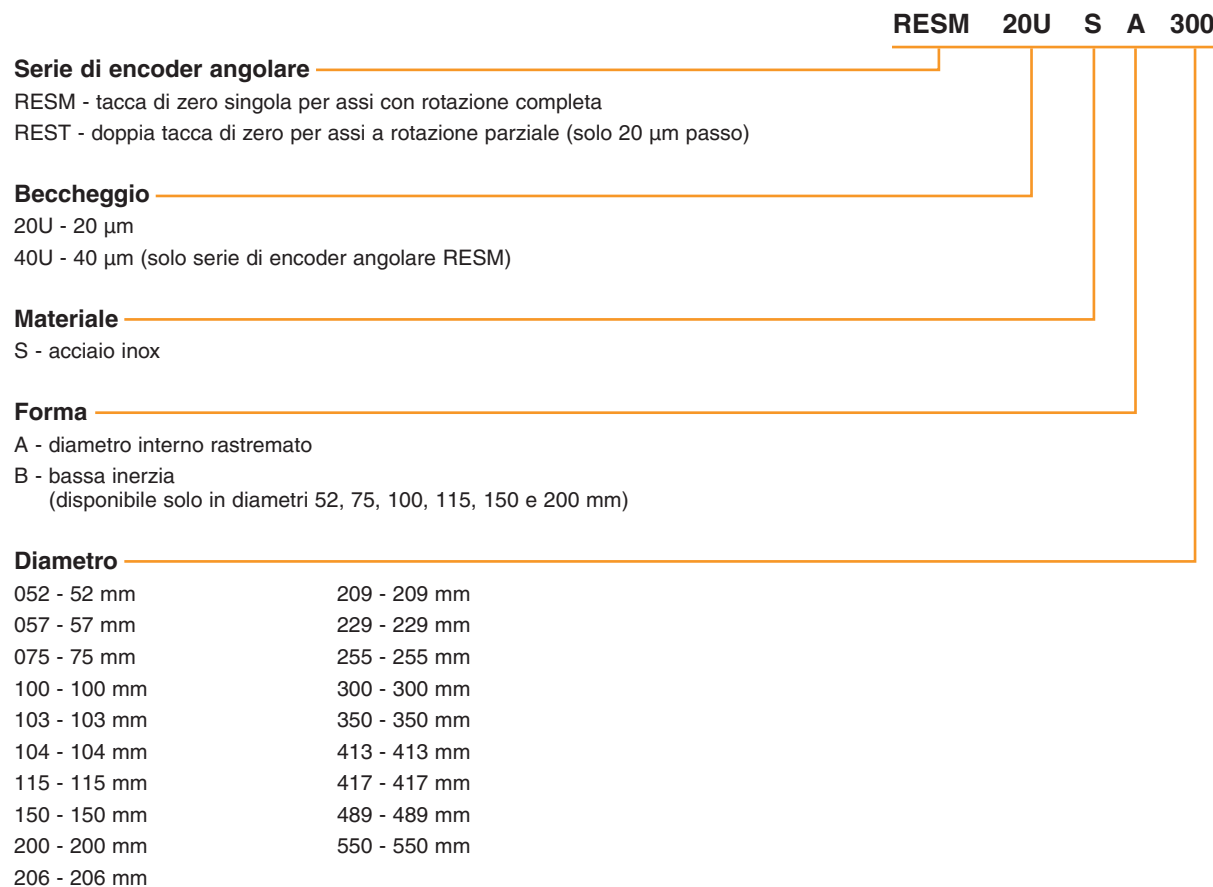 RESM 20U S A 300
Serie di encoder angolare
RESM - tacca di zero singola per assi con rotazione completa
REST - doppia tacca di zero per assi a rotazione parziale (solo 20 µm passo)
Beccheggio
20U - 20 µm
40U - 40 µm (solo serie di encoder angolare RESM)
Materiale
S - acciaio inox
Forma
A - diametro interno rastremato
B - bassa inerzia
(disponibile solo in diametri 52, 75, 100, 115, 150 e 200 mm)
Diametro
052 - 52 mm
057 - 57 mm
075 - 75 mm
100 - 100 mm
103 - 103 mm
104 - 104 mm
115 - 115 mm
150 - 150 mm
200 - 200 mm
206 - 206 mm
209 - 209 mm
229 - 229 mm
255 - 255 mm
300 - 300 mm
350 - 350 mm
413 - 413 mm
417 - 417 mm
489 - 489 mm
550 - 550 mm